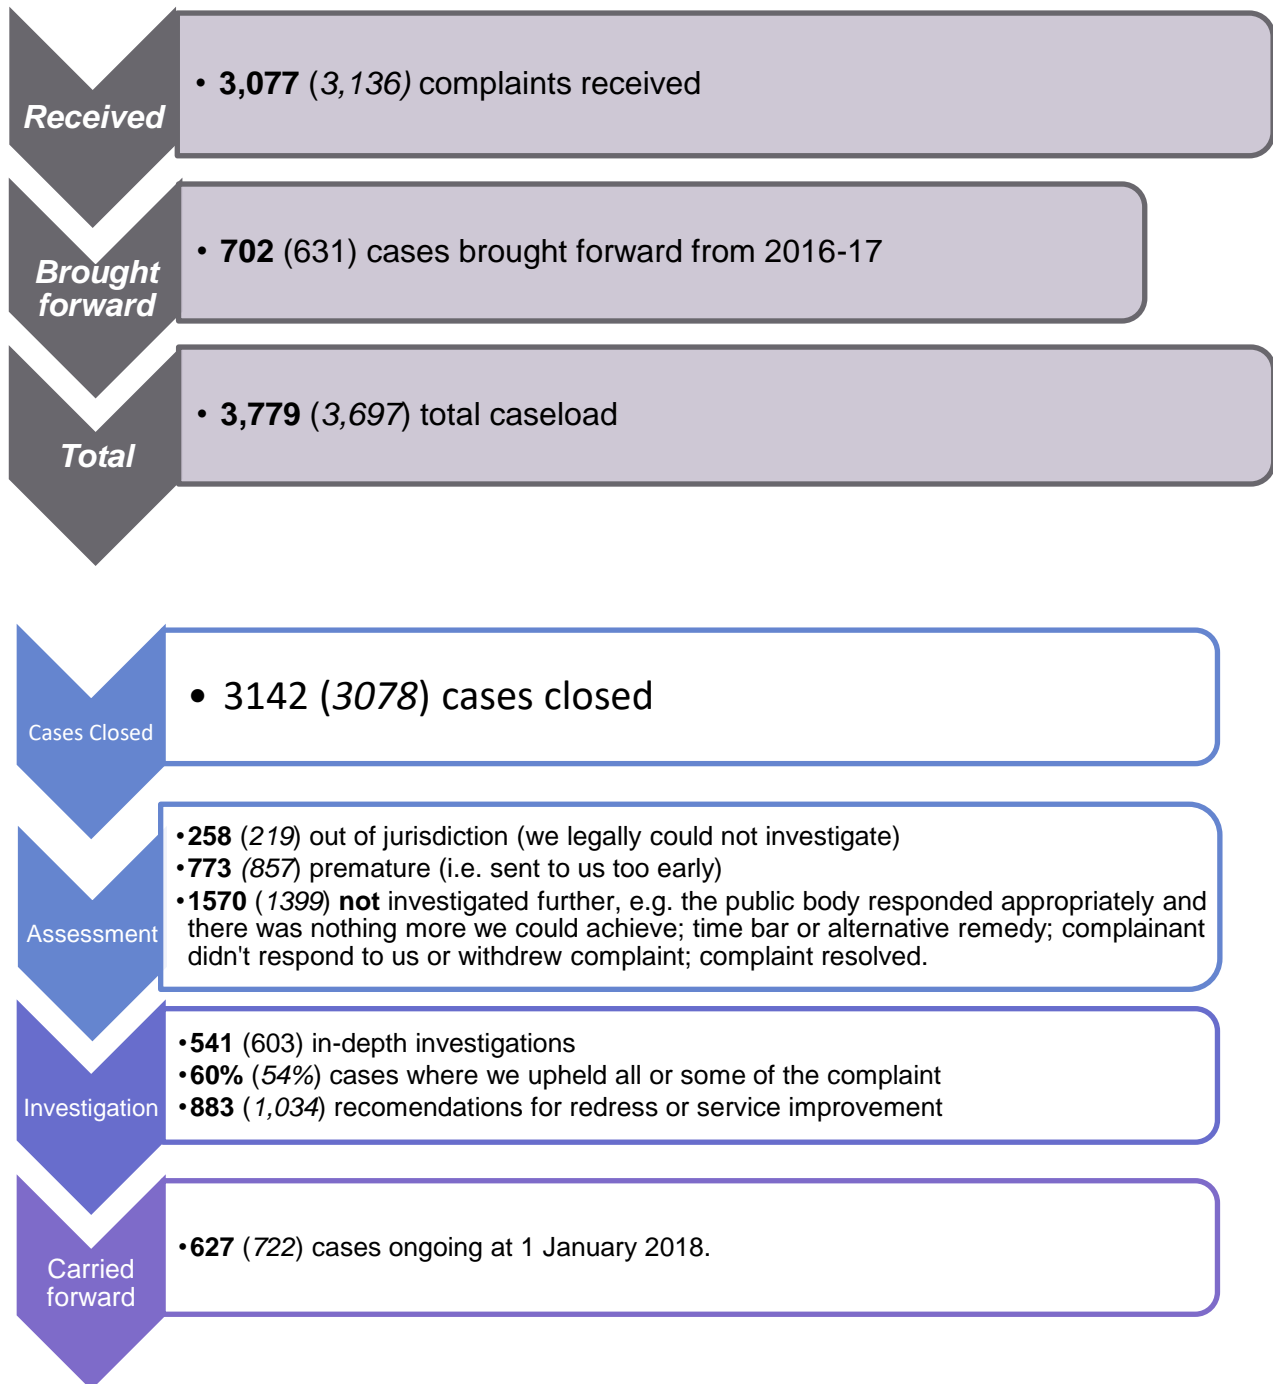 Received
• 3,077 (3,136) complaints received
Brought
forward
• 702 (631) cases brought forward from 2016-17
Total
• 3,779 (3,697) total caseload
Cases Closed
• 3142 (3078) cases closed
Assessment
•258 (219) out of jurisdiction (we legally could not investigate)
•773 (857) premature (i.e. sent to us too early)
•1570 (1399) not investigated further, e.g. the public body responded appropriately and
there was nothing more we could achieve; time bar or alternative remedy; complainant
didn't respond to us or withdrew complaint; complaint resolved.
Investigation
•541 (603) in-depth investigations
•60% (54%) cases where we upheld all or some of the complaint
•883 (1,034) recomendations for redress or service improvement
Carried
forward
•627 (722) cases ongoing at 1 January 2018.